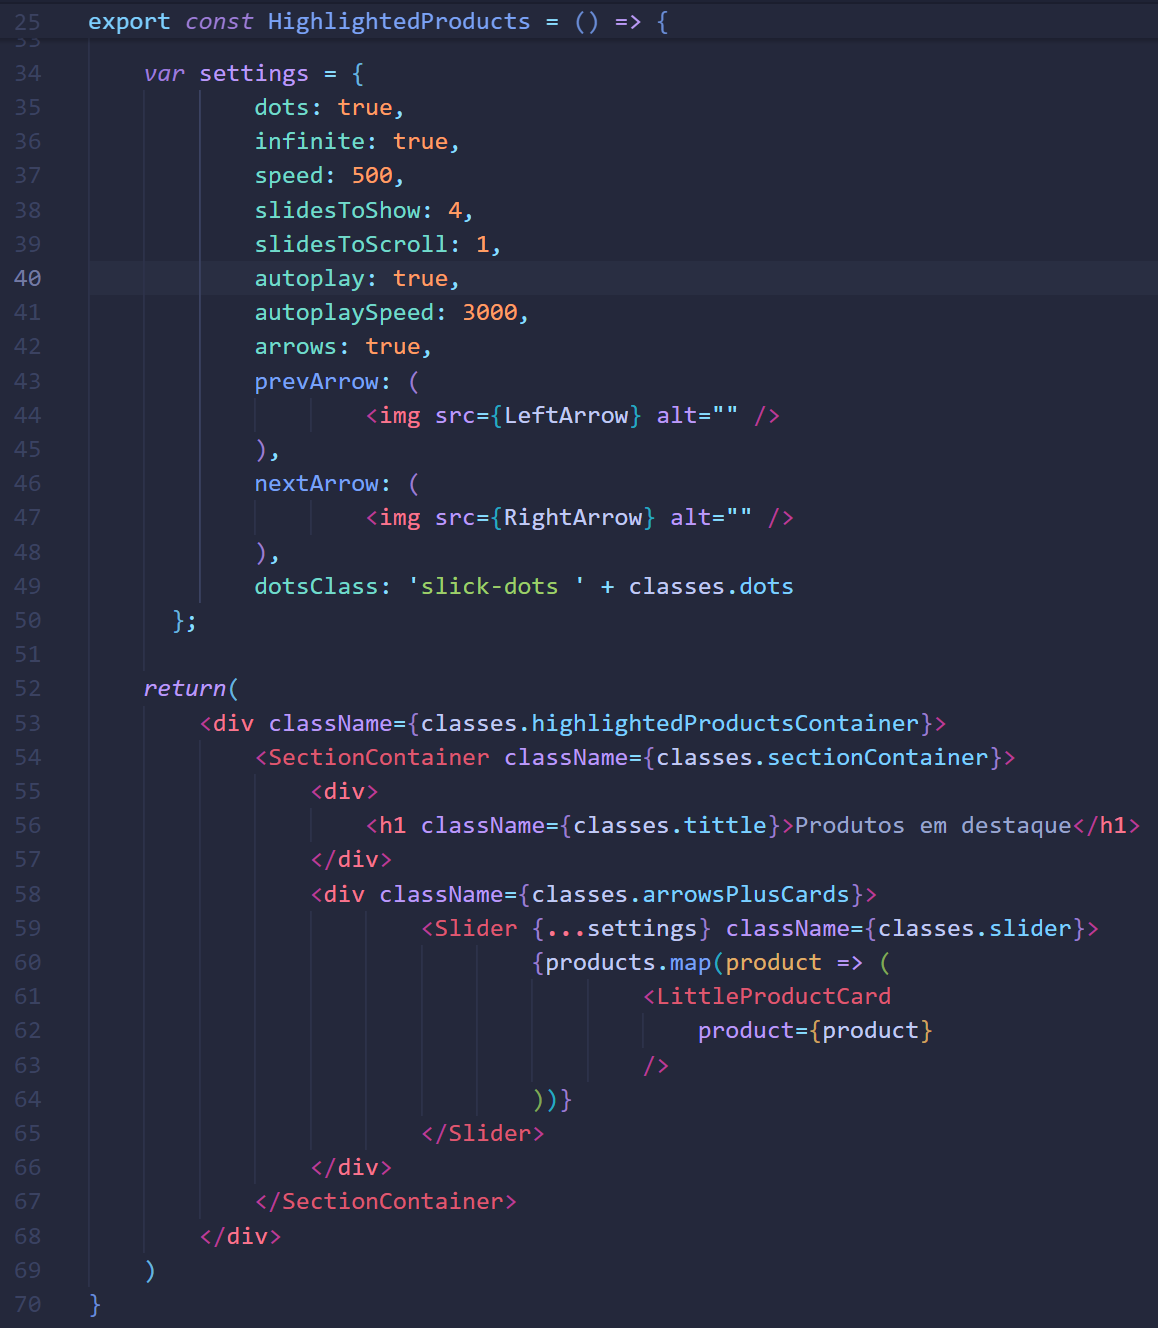 25 export const HighlightedProducts = () => {
33
34 var settings = {
35 dots: true,
36 infinite: true,
37 speed: 500,
38 slidesToShow: 4,
39 slidesToScroll: 1,
40 autoplay: true,
41 autoplaySpeed: 3000,
42 arrows: true,
43 prevArrow: (
44 <img src={LeftArrow} alt="" />
45 ),
46 nextArrow: (
47 <img src={RightArrow} alt="" />
48 ),
49 dotsClass: 'slick-dots ' + classes.dots
50 };
51
52 return(
53 <div className={classes.highlightedProductsContainer}>
54 <SectionContainer className={classes.sectionContainer}>
55 <div>
56 <h1 className={classes.tittle}>Produtos em destaque</h1>
57 </div>
58 <div className={classes.arrowsPlusCards}>
59 <Slider {...settings} className={classes.slider}>
60 {products.map(product => (
61 <LittleProductCard
62 product={product}
63 />
64 ))}
65 </Slider>
66 </div>
67 </SectionContainer>
68 </div>
69 )
70 }